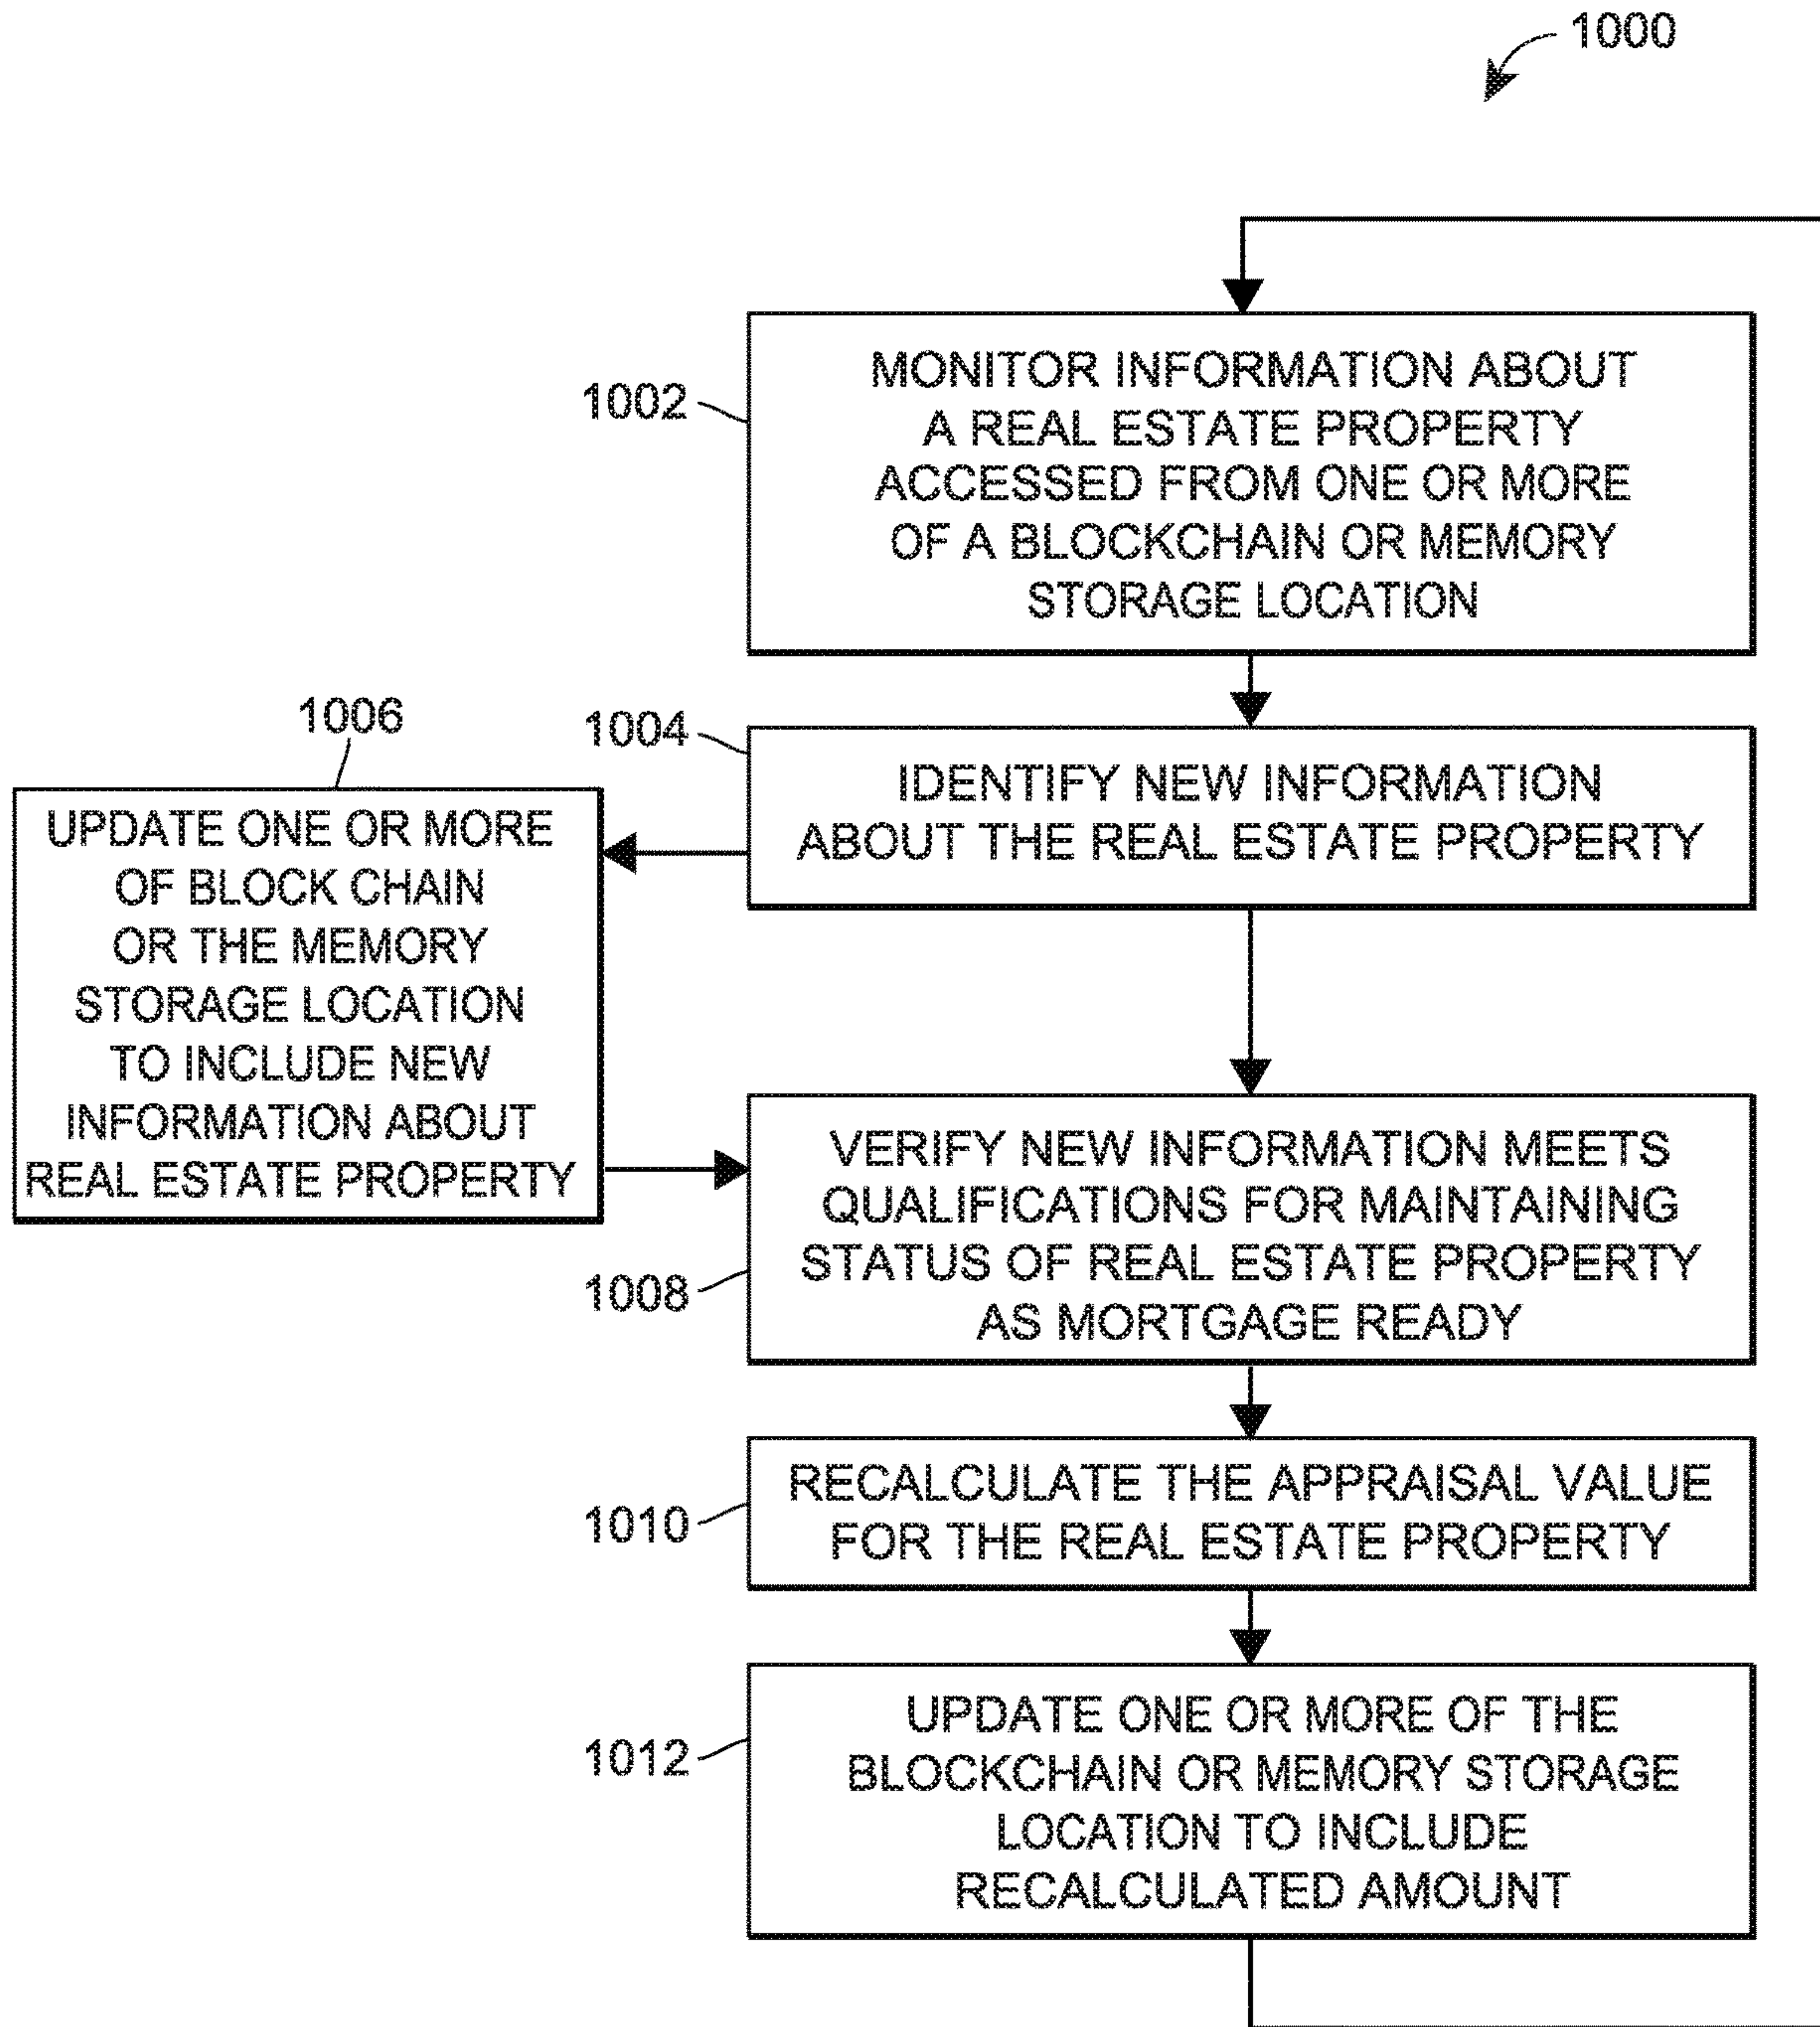 1000
1002
MONITOR INFORMATION ABOUT
A REAL ESTATE PROPERTY
ACCESSED FROM ONE OR MORE
OF A BLOCKCHAIN OR MEMORY
STORAGE LOCATION
1004
IDENTIFY NEW INFORMATION
ABOUT THE REAL ESTATE PROPERTY
1006
UPDATE ONE OR MORE
OF BLOCK CHAIN
OR THE MEMORY
STORAGE LOCATION
TO INCLUDE NEW
INFORMATION ABOUT
REAL ESTATE PROPERTY
1008
VERIFY NEW INFORMATION MEETS
QUALIFICATIONS FOR MAINTAINING
STATUS OF REAL ESTATE PROPERTY
AS MORTGAGE READY
1010
RECALCULATE THE APPRAISAL VALUE
FOR THE REAL ESTATE PROPERTY
1012
UPDATE ONE OR MORE OF THE
BLOCKCHAIN OR MEMORY STORAGE
LOCATION TO INCLUDE
RECALCULATED AMOUNT